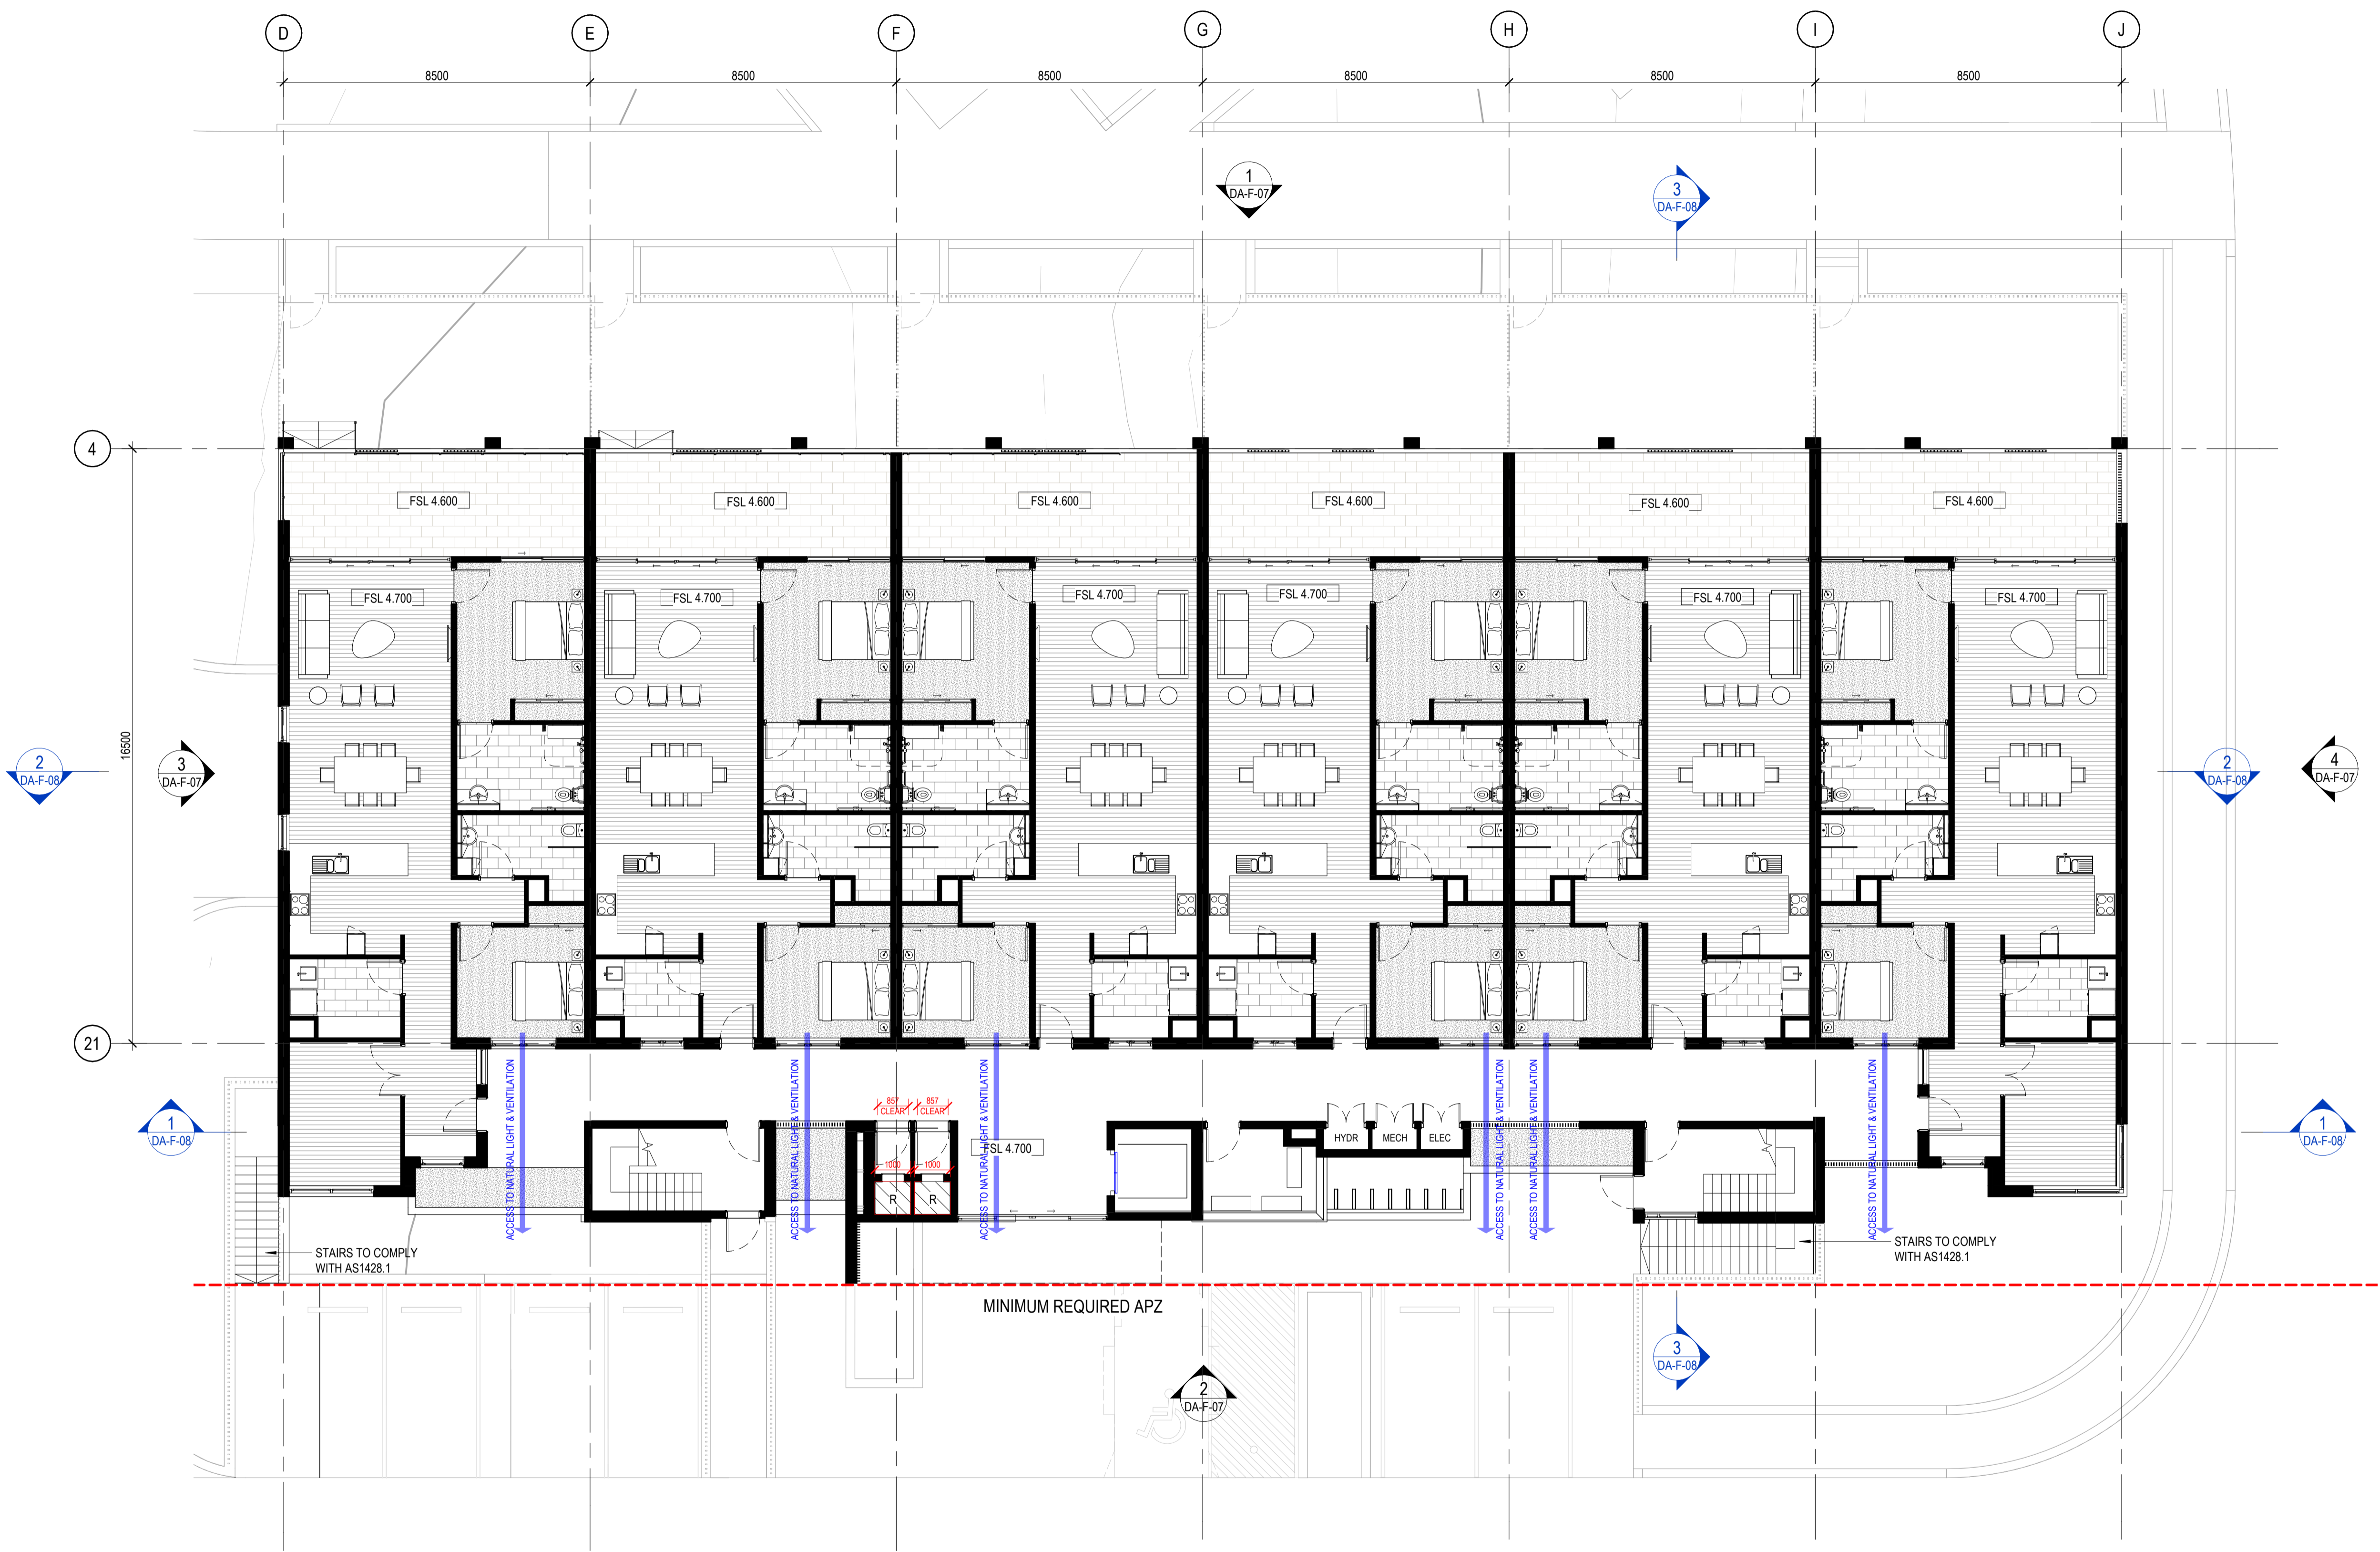 D E F G H I J
8500 8500 8500 8500 8500 8500
1
DA-F-07
3
DA-F-08
4
FSL 4.600 FSL 4.600 FSL 4.600 FSL 4.600 FSL 4.600 FSL 4.600
FSL 4.700 FSL 4.700 FSL 4.700 FSL 4.700 FSL 4.700 FSL 4.700
16500
2
DA-F-08
3
DA-F-07
2
DA-F-08
4
DA-F-07
21
ACCESS TO NATURAL LIGHT & VENTILATION
ACCESS TO NATURAL LIGHT & VENTILATION
ACCESS TO NATURAL LIGHT & VENTILATION
ACCESS TO NATURAL LIGHT & VENTILATION
ACCESS TO NATURAL LIGHT & VENTILATION
ACCESS TO NATURAL LIGHT & VENTILATION
857
CLEAR
857
CLEAR
1
DA-F-08
HYDR MECH ELEC
1
DA-F-08
FSL 4.700
1000 1000
R R
STAIRS TO COMPLY
WITH AS1428.1
STAIRS TO COMPLY
WITH AS1428.1
MINIMUM REQUIRED APZ
3
DA-F-08
2
DA-F-07